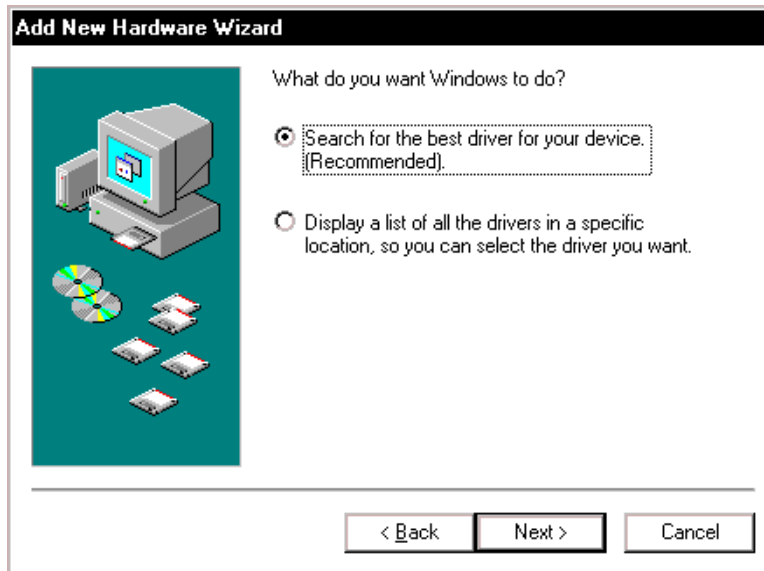 Add New Hardware Wizard
What do you want Windows to do?
Search for the best driver for your device.
(Recommended).
Display a list of all the drivers in a specific
location, so you can select the driver you want.
< Back
Next >
Cancel